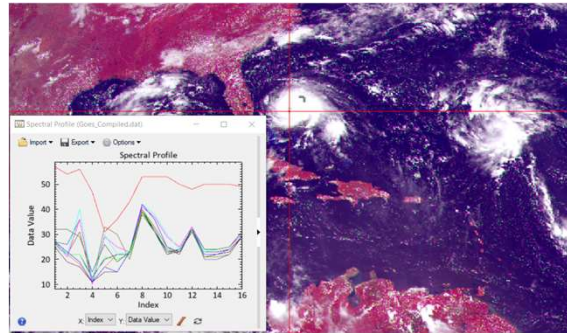 Spectral Profile (Goes_Compiled.dat)
Import Export Options
Spectral Profile
50
40
30
20
10
2 4 6 8 10 12 14 16
Data Value
Index
X: Index Y: Data Value